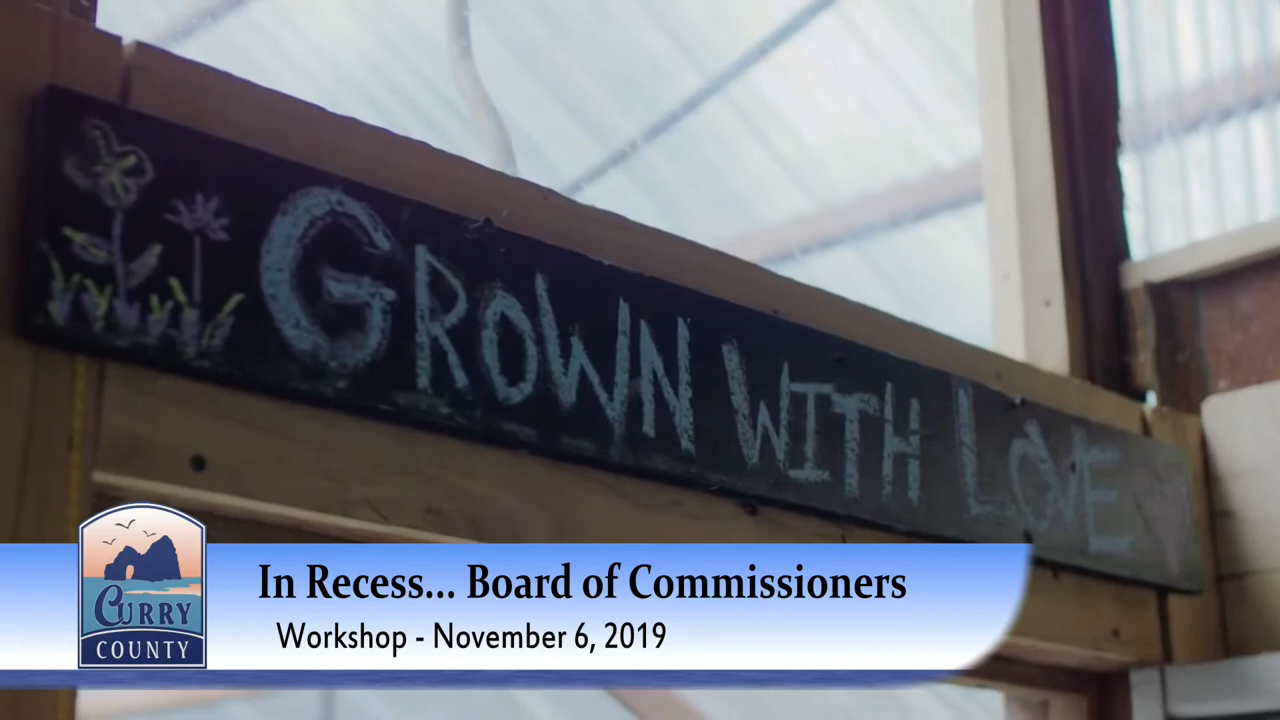 GROWN WITH LOVE
In Recess... Board of Commissioners
Workshop - November 6, 2019
CURRY
COUNTY